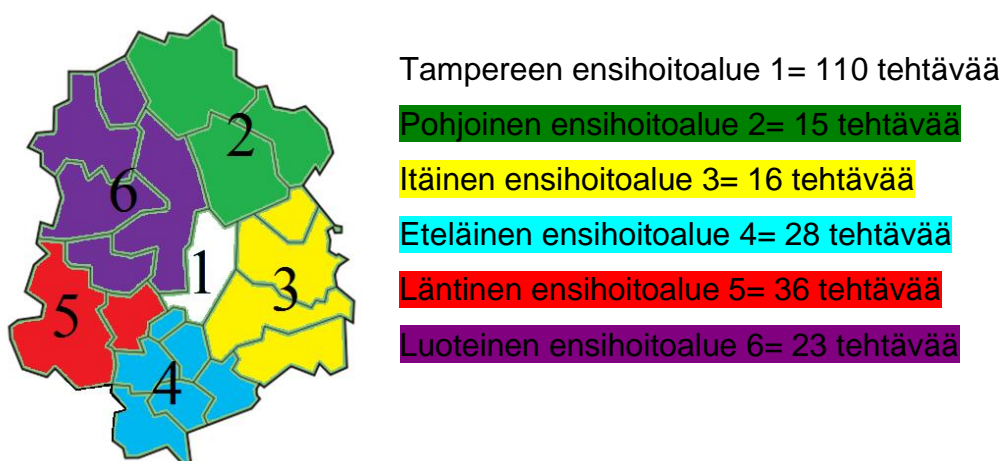 Tampereen ensihoitoalue 1= 110 tehtävää
Pohjoinen ensihoitoalue 2= 15 tehtävää
Itäinen ensihoitoalue 3= 16 tehtävää
Eteläinen ensihoitoalue 4= 28 tehtävää
Läntinen ensihoitoalue 5= 36 tehtävää
Luoteinen ensihoitoalue 6= 23 tehtävää
2
6
1
3
5
4